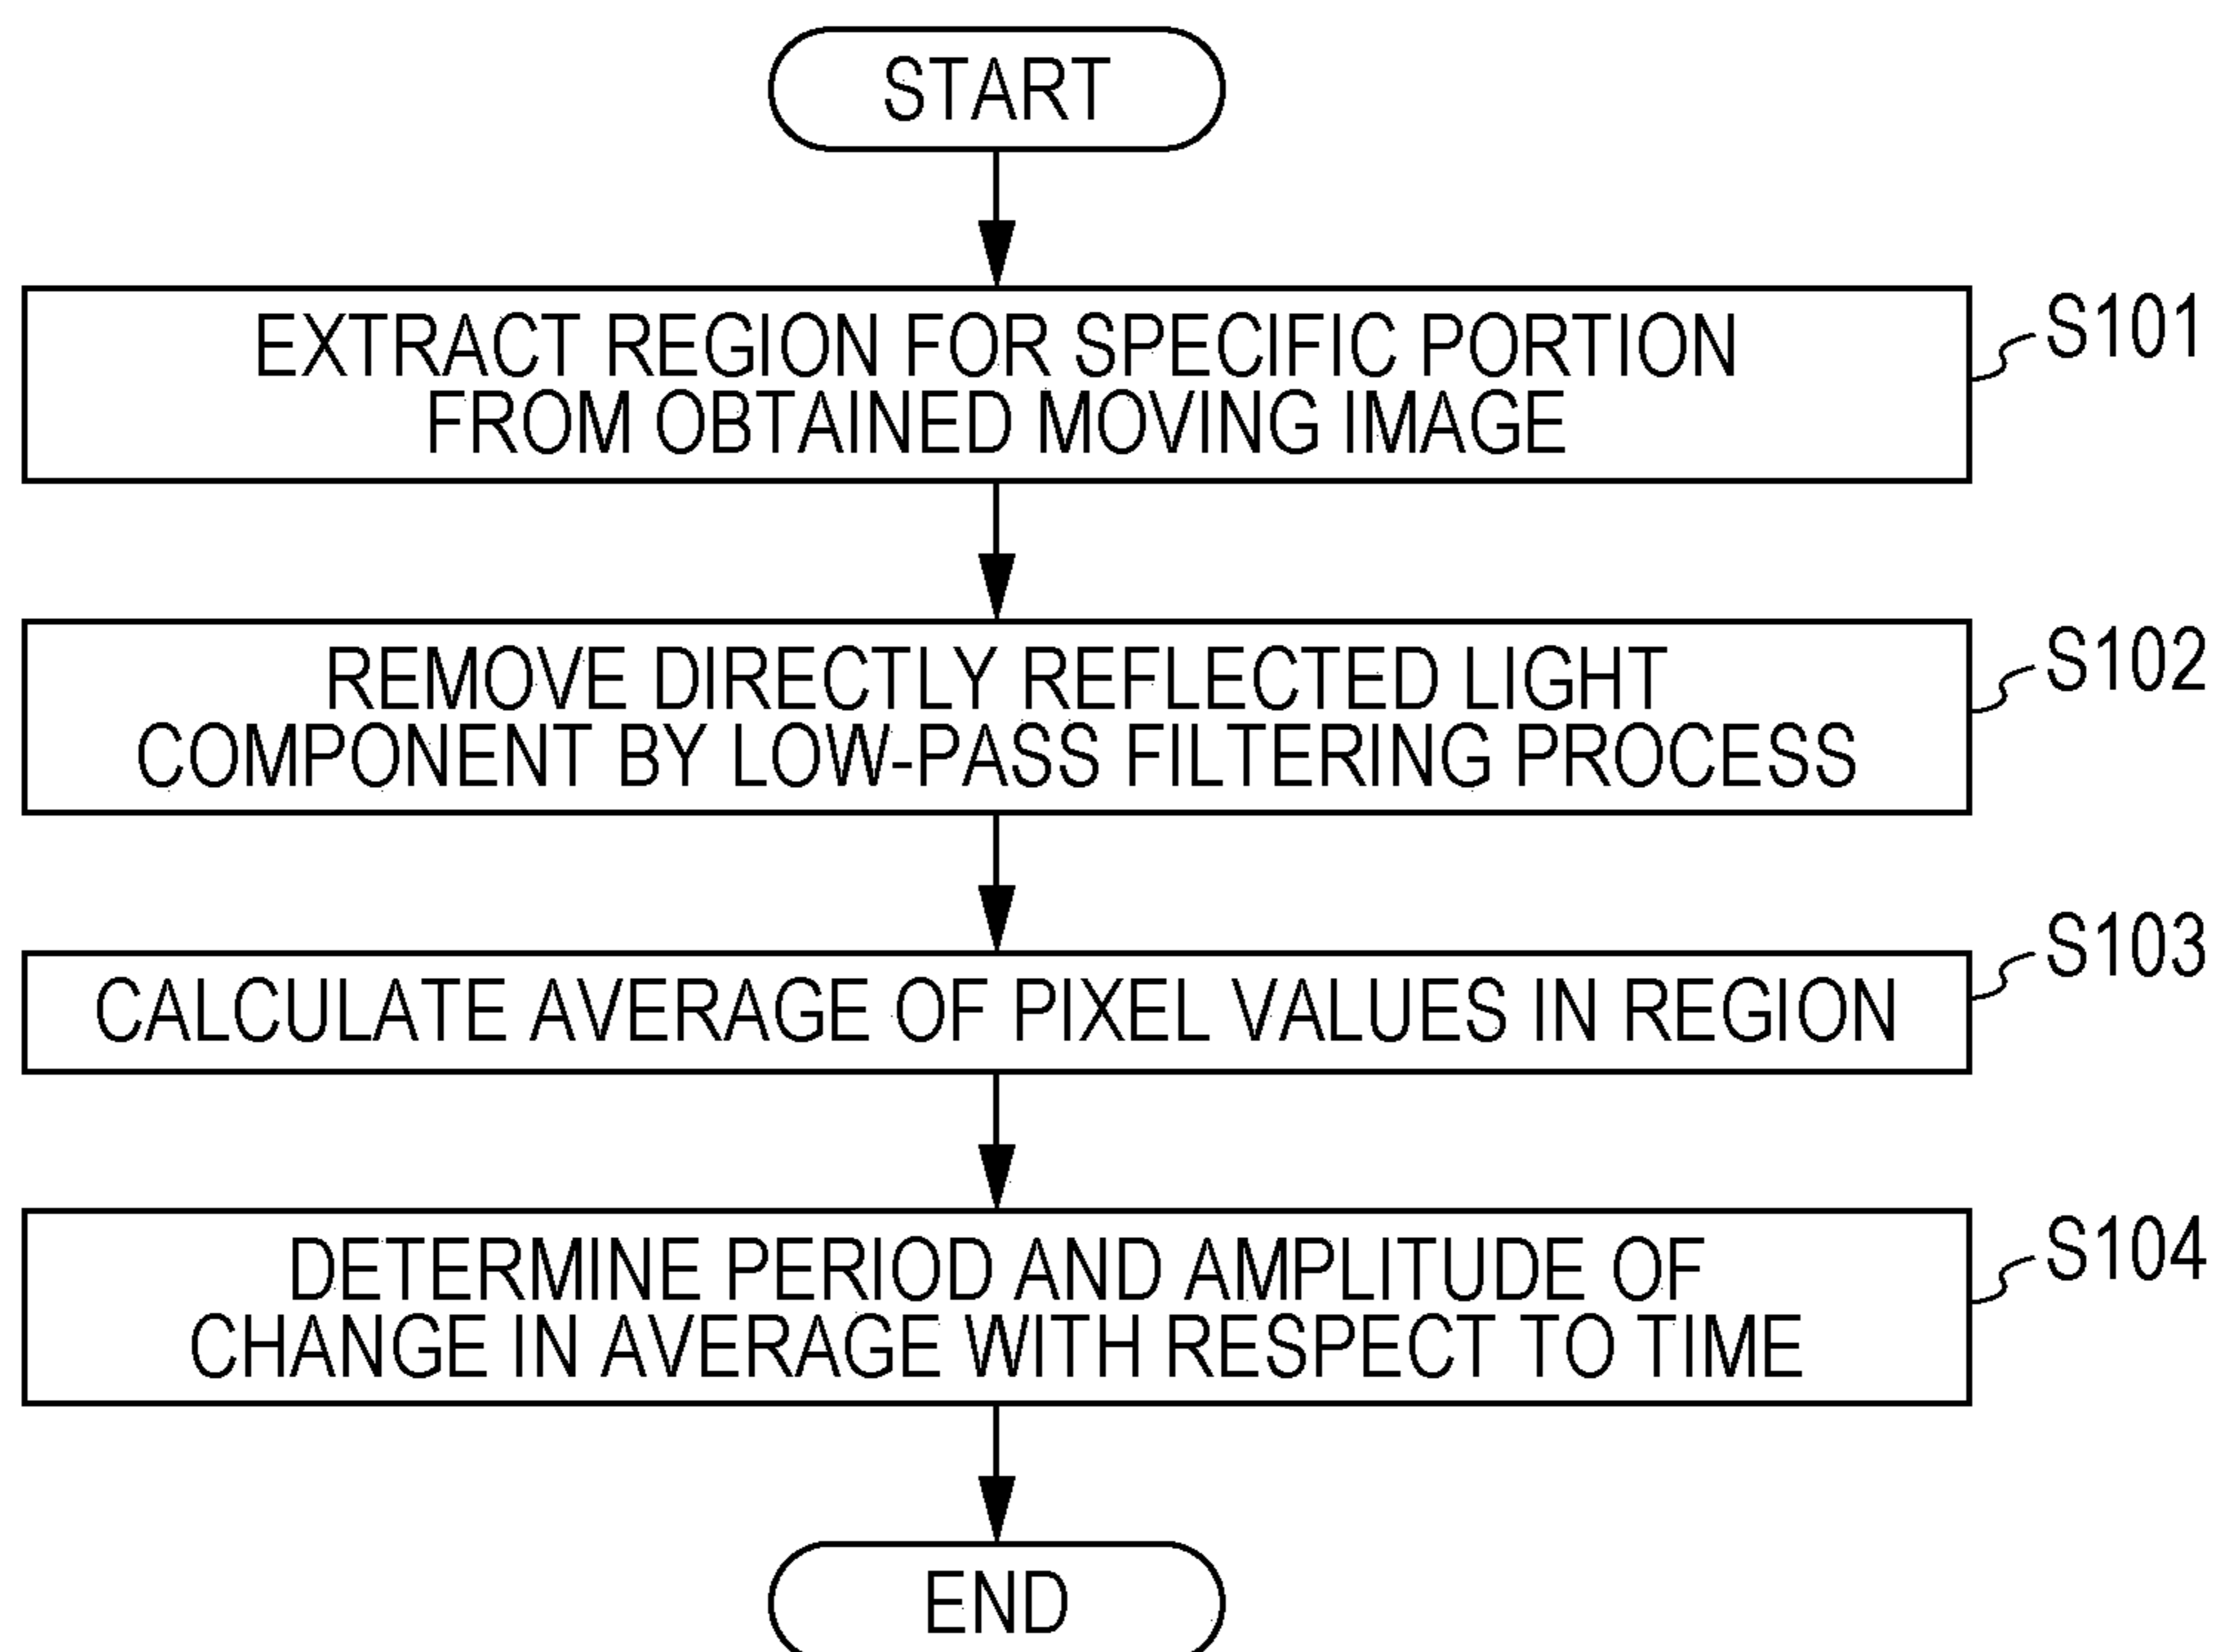 START
EXTRACT REGION FOR SPECIFIC PORTION
FROM OBTAINED MOVING IMAGE
S101
REMOVE DIRECTLY REFLECTED LIGHT
COMPONENT BY LOW-PASS FILTERING PROCESS
S102
CALCULATE AVERAGE OF PIXEL VALUES IN REGION
S103
DETERMINE PERIOD AND AMPLITUDE OF
CHANGE IN AVERAGE WITH RESPECT TO TIME
S104
END